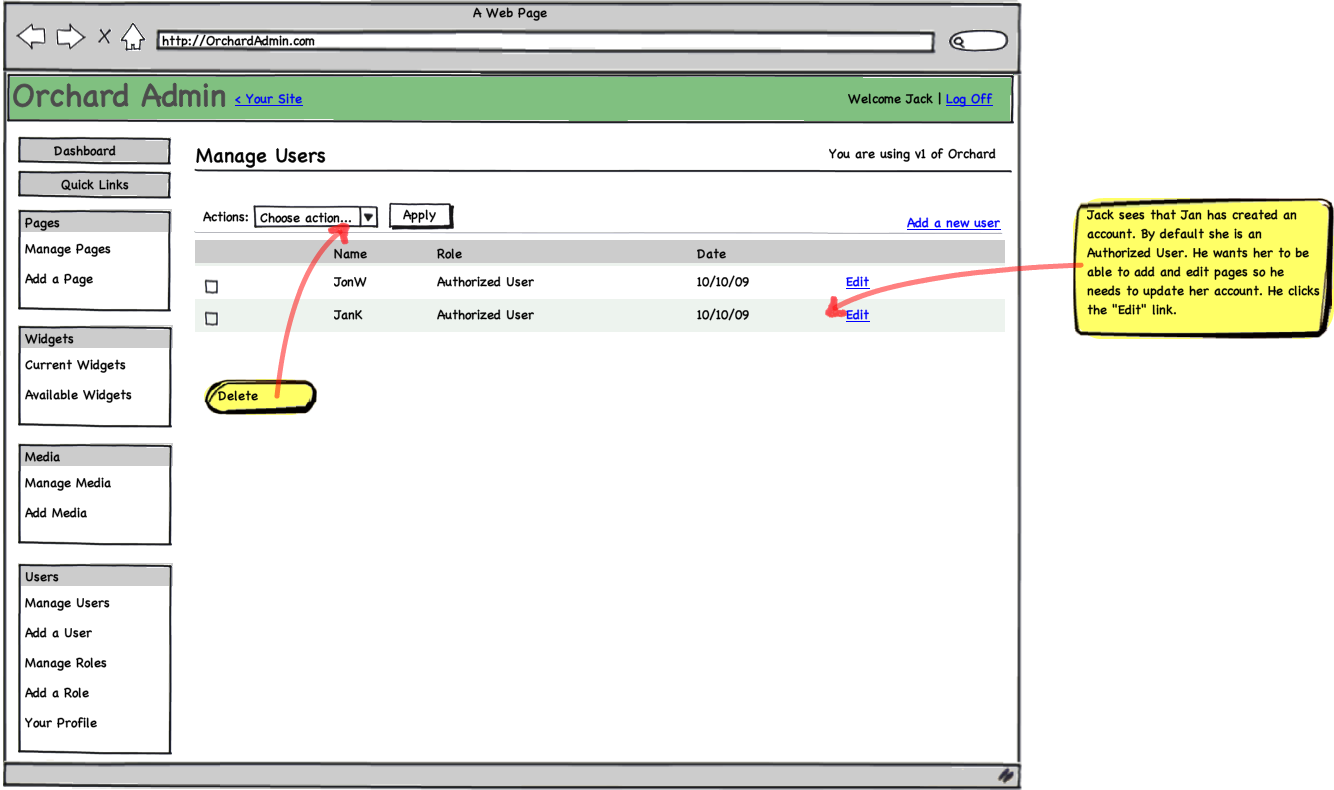 A Web Page
http://OrchardAdmin.com
Orchard Admin < Your Site Welcome Jack | Log Off
Dashboard
Quick Links
Pages
Manage Pages
Add a Page
Widgets
Current Widgets
Available Widgets
Media
Manage Media
Add Media
Users
Manage Users
Add a User
Manage Roles
Add a Role
Your Profile
Manage Users You are using v1 of Orchard
Actions: Choose action... Apply Add a new user
Name Role Date
JonW Authorized User 10/10/09 Edit
JanK Authorized User 10/10/09 Edit
Delete
Jack sees that Jan has created an
account. By default she is an
Authorized User. He wants her to be
able to add and edit pages so he
needs to update her account. He clicks
the "Edit" link.